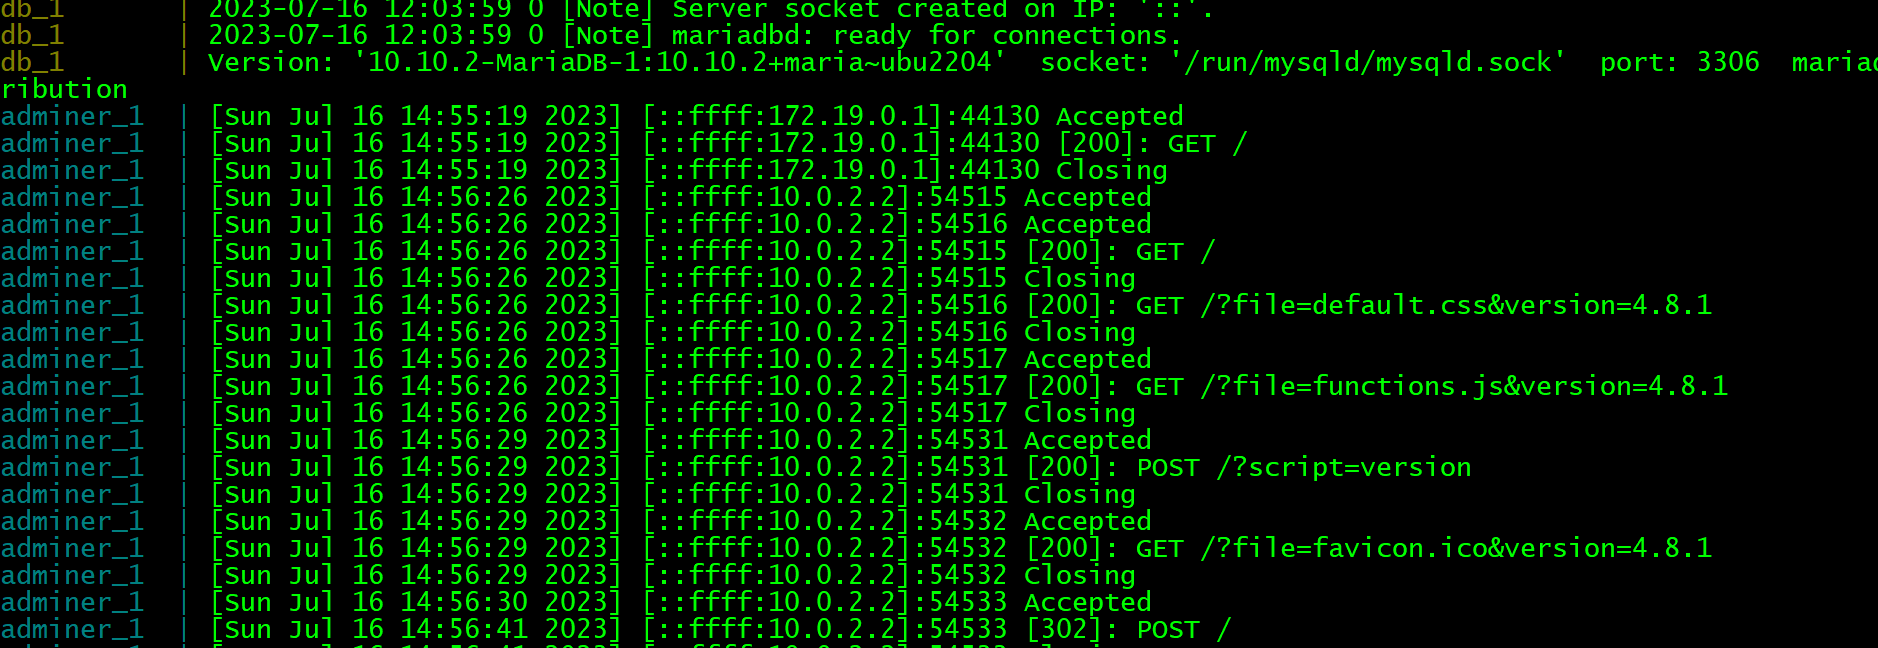 db_1         | 2023-07-16 12:03:59 0 [Note] Server socket created on IP: '::'.
db_1         | 2023-07-16 12:03:59 0 [Note] mariadbd: ready for connections.
db_1         | Version: '10.10.2-MariaDB-1:10.10.2+maria~ubu2204'  socket: '/run/mysqld/mysqld.sock'  port: 3306  mariad
ribution
adminer_1  | [Sun Jul 16 14:55:19 2023] [::ffff:172.19.0.1]:44130 Accepted
adminer_1  | [Sun Jul 16 14:55:19 2023] [::ffff:172.19.0.1]:44130 [200]: GET /
adminer_1  | [Sun Jul 16 14:55:19 2023] [::ffff:172.19.0.1]:44130 Closing
adminer_1  | [Sun Jul 16 14:56:26 2023] [::ffff:10.0.2.2]:54515 Accepted
adminer_1  | [Sun Jul 16 14:56:26 2023] [::ffff:10.0.2.2]:54516 Accepted
adminer_1  | [Sun Jul 16 14:56:26 2023] [::ffff:10.0.2.2]:54515 [200]: GET /
adminer_1  | [Sun Jul 16 14:56:26 2023] [::ffff:10.0.2.2]:54515 Closing
adminer_1  | [Sun Jul 16 14:56:26 2023] [::ffff:10.0.2.2]:54516 [200]: GET /?file=default.css&version=4.8.1
adminer_1  | [Sun Jul 16 14:56:26 2023] [::ffff:10.0.2.2]:54516 Closing
adminer_1  | [Sun Jul 16 14:56:26 2023] [::ffff:10.0.2.2]:54517 Accepted
adminer_1  | [Sun Jul 16 14:56:26 2023] [::ffff:10.0.2.2]:54517 [200]: GET /?file=functions.js&version=4.8.1
adminer_1  | [Sun Jul 16 14:56:26 2023] [::ffff:10.0.2.2]:54517 Closing
adminer_1  | [Sun Jul 16 14:56:29 2023] [::ffff:10.0.2.2]:54531 Accepted
adminer_1  | [Sun Jul 16 14:56:29 2023] [::ffff:10.0.2.2]:54531 [200]: POST /?script=version
adminer_1  | [Sun Jul 16 14:56:29 2023] [::ffff:10.0.2.2]:54531 Closing
adminer_1  | [Sun Jul 16 14:56:29 2023] [::ffff:10.0.2.2]:54532 Accepted
adminer_1  | [Sun Jul 16 14:56:29 2023] [::ffff:10.0.2.2]:54532 [200]: GET /?file=favicon.ico&version=4.8.1
adminer_1  | [Sun Jul 16 14:56:29 2023] [::ffff:10.0.2.2]:54532 Closing
adminer_1  | [Sun Jul 16 14:56:30 2023] [::ffff:10.0.2.2]:54533 Accepted
adminer_1  | [Sun Jul 16 14:56:41 2023] [::ffff:10.0.2.2]:54533 [302]: POST /